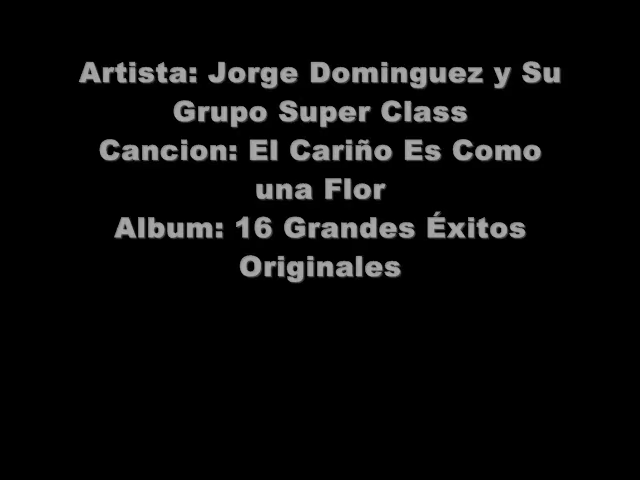 Artista: Jorge Dominguez y Su
Grupo Super Class
Cancion: El Cariño Es Como
una Flor
Album: 16 Grandes Éxitos
Originales